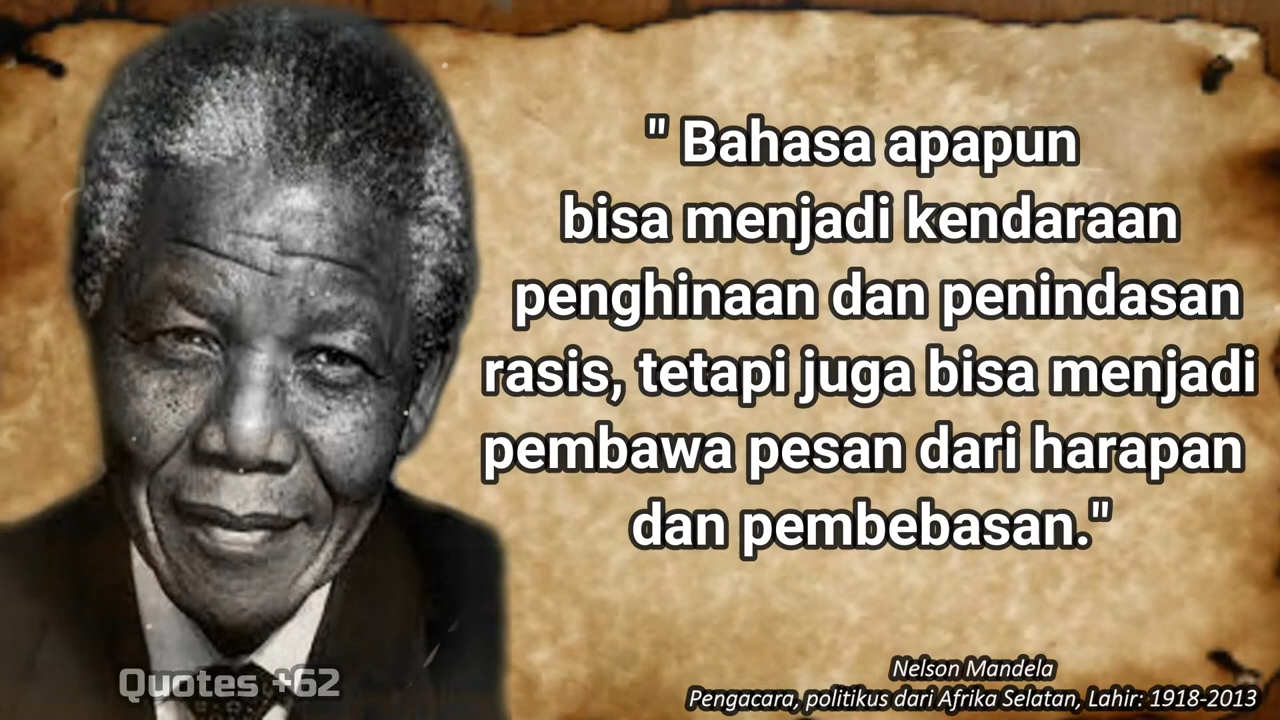 " Bahasa apapun
bisa menjadi kendaraan
penghinaan dan penindasan
rasis, tetapi juga bisa menjadi
pembawa pesan dari harapan
dan pembebasan."
Nelson Mandela
Pengacara, politikus dari Afrika Selatan, Lahir: 1918-2013
Quotes +62